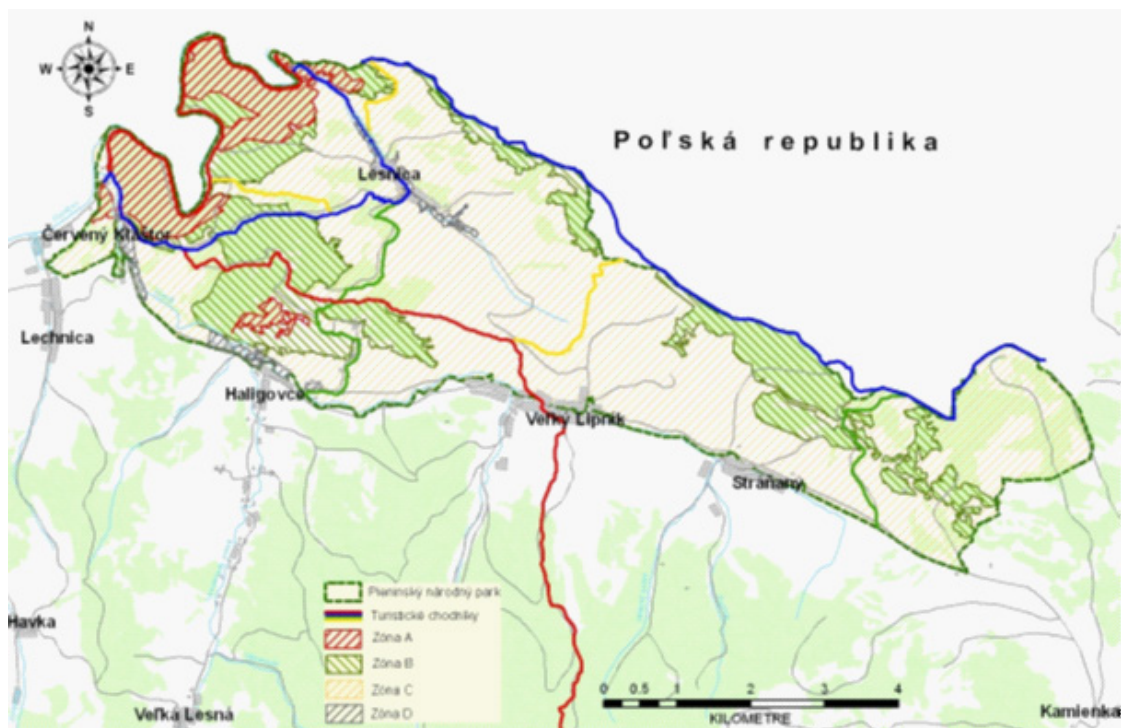 N
W E
S
Poľská republika
Lesnica
Červený Kláštor
Lechnica
Haligovce
Veľký Lipník
Stráňany
Havka
Veľká Lesná
Kamienka
Pieninský národný park
Turistické chodníky
Zóna A
Zóna B
Zóna C
Zóna D
0 0.5 1 2 3 4
KILOMETRE